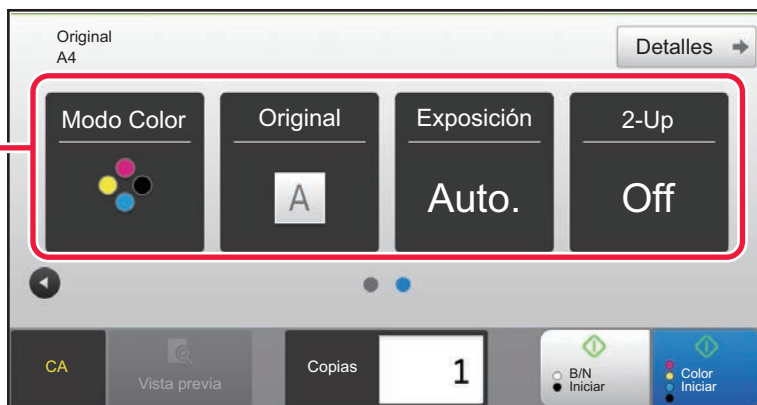 Original
A4
Detalles
Modo Color
Original
Exposición
2-Up
A
Auto.
Off
CA
Vista previa
Copias
1
B/N
Iniciar
Color
Iniciar